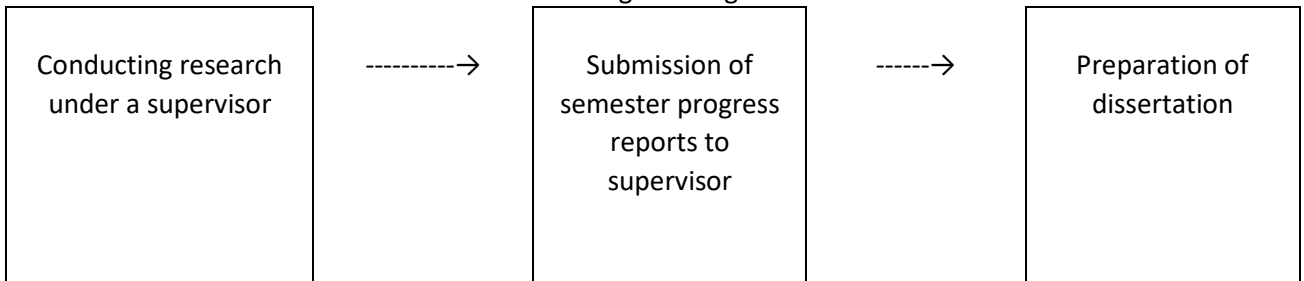 Conducting research
under a supervisor
----------→
Submission of
semester progress
reports to
supervisor
------→
Preparation of
dissertation